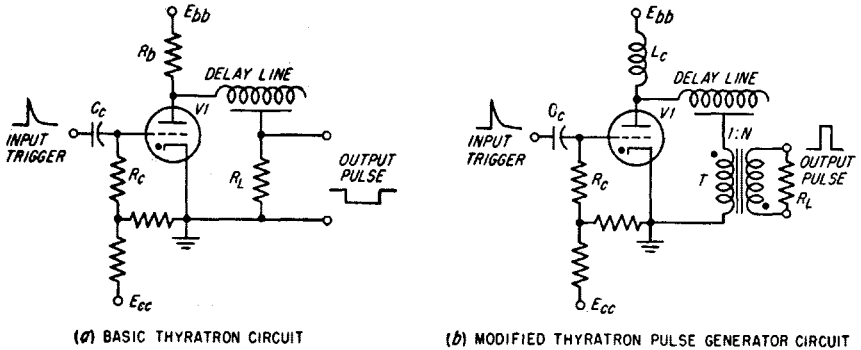 Ebb
Rb
DELAY LINE
Cc
V1
INPUT
TRIGGER
Rc
RL
OUTPUT
PULSE
Ecc
(a) BASIC THYRATRON CIRCUIT
Ebb
Lc
DELAY LINE
Cc
V1
1:N
INPUT
TRIGGER
Rc
T
OUTPUT
PULSE
RL
Ecc
(b) MODIFIED THYRATRON PULSE GENERATOR CIRCUIT